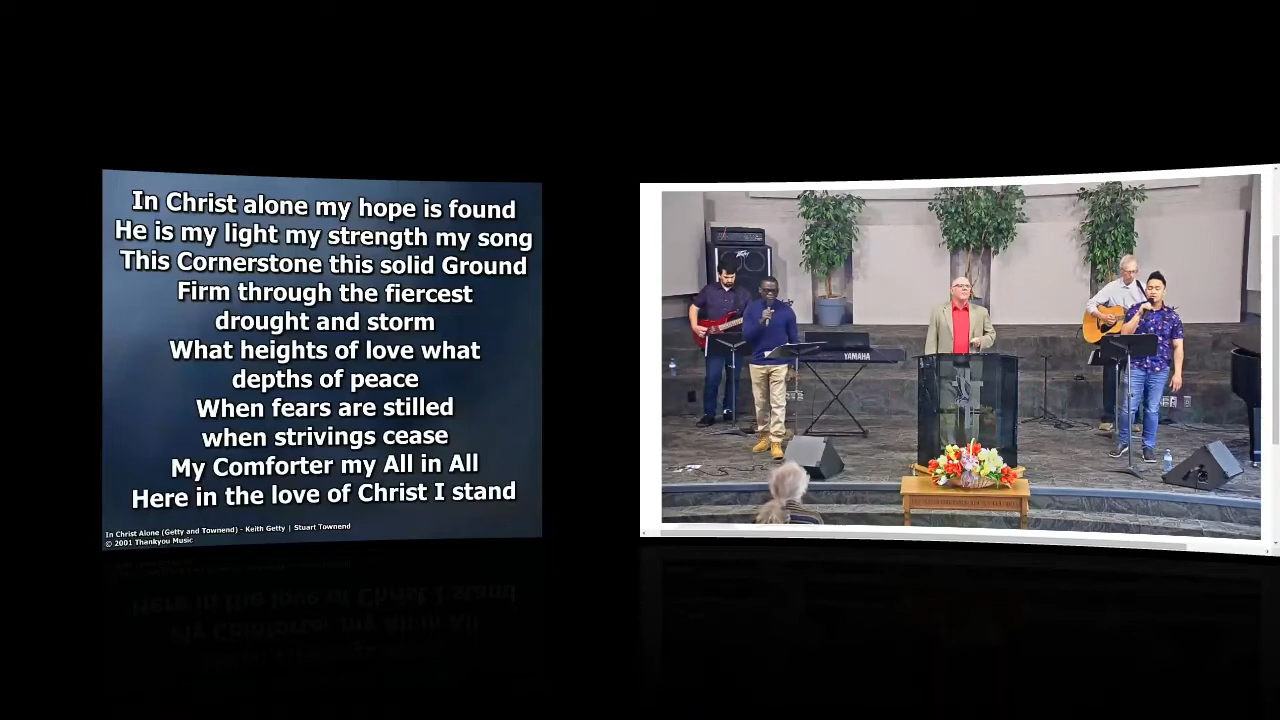 In Christ alone my hope is found
He is my light my strength my song
This Cornerstone this solid Ground
Firm through the fiercest
drought and storm
What heights of love what
depths of peace
When fears are stilled
when strivings cease
My Comforter my All in All
Here in the love of Christ I stand
In Christ Alone (Getty and Townend) - Keith Getty | Stuart Townend
© 2001 Thankyou Music
PEAVEY
YAMAHA